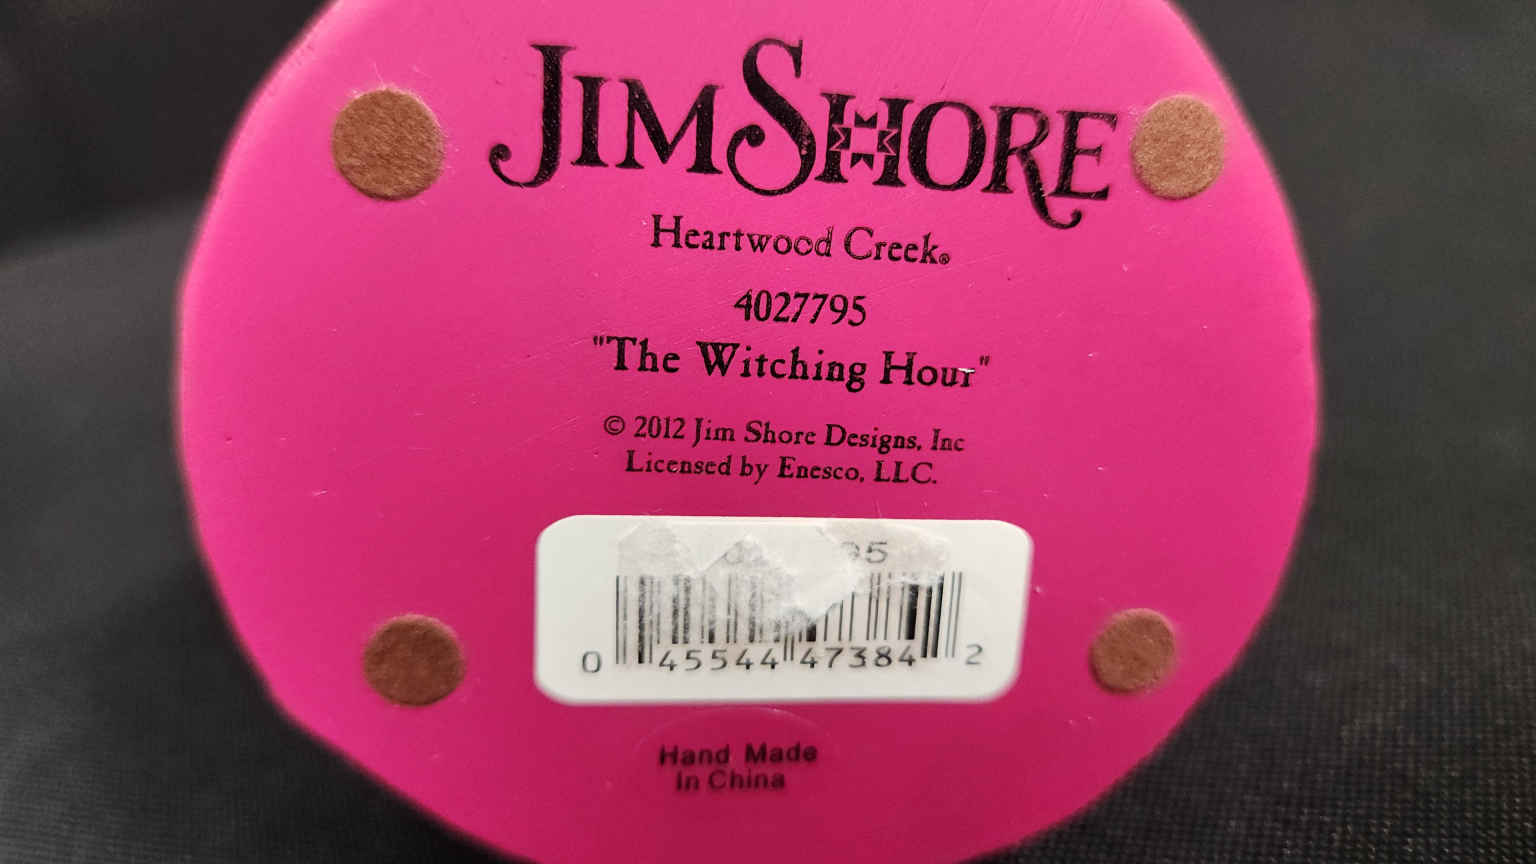 JIM SHORE
Heartwood Creek®
4027795
"The Witching Hour"
© 2012 Jim Shore Designs, Inc
Licensed by Enesco, LLC.
0 45544 47384 2
Hand Made
In China